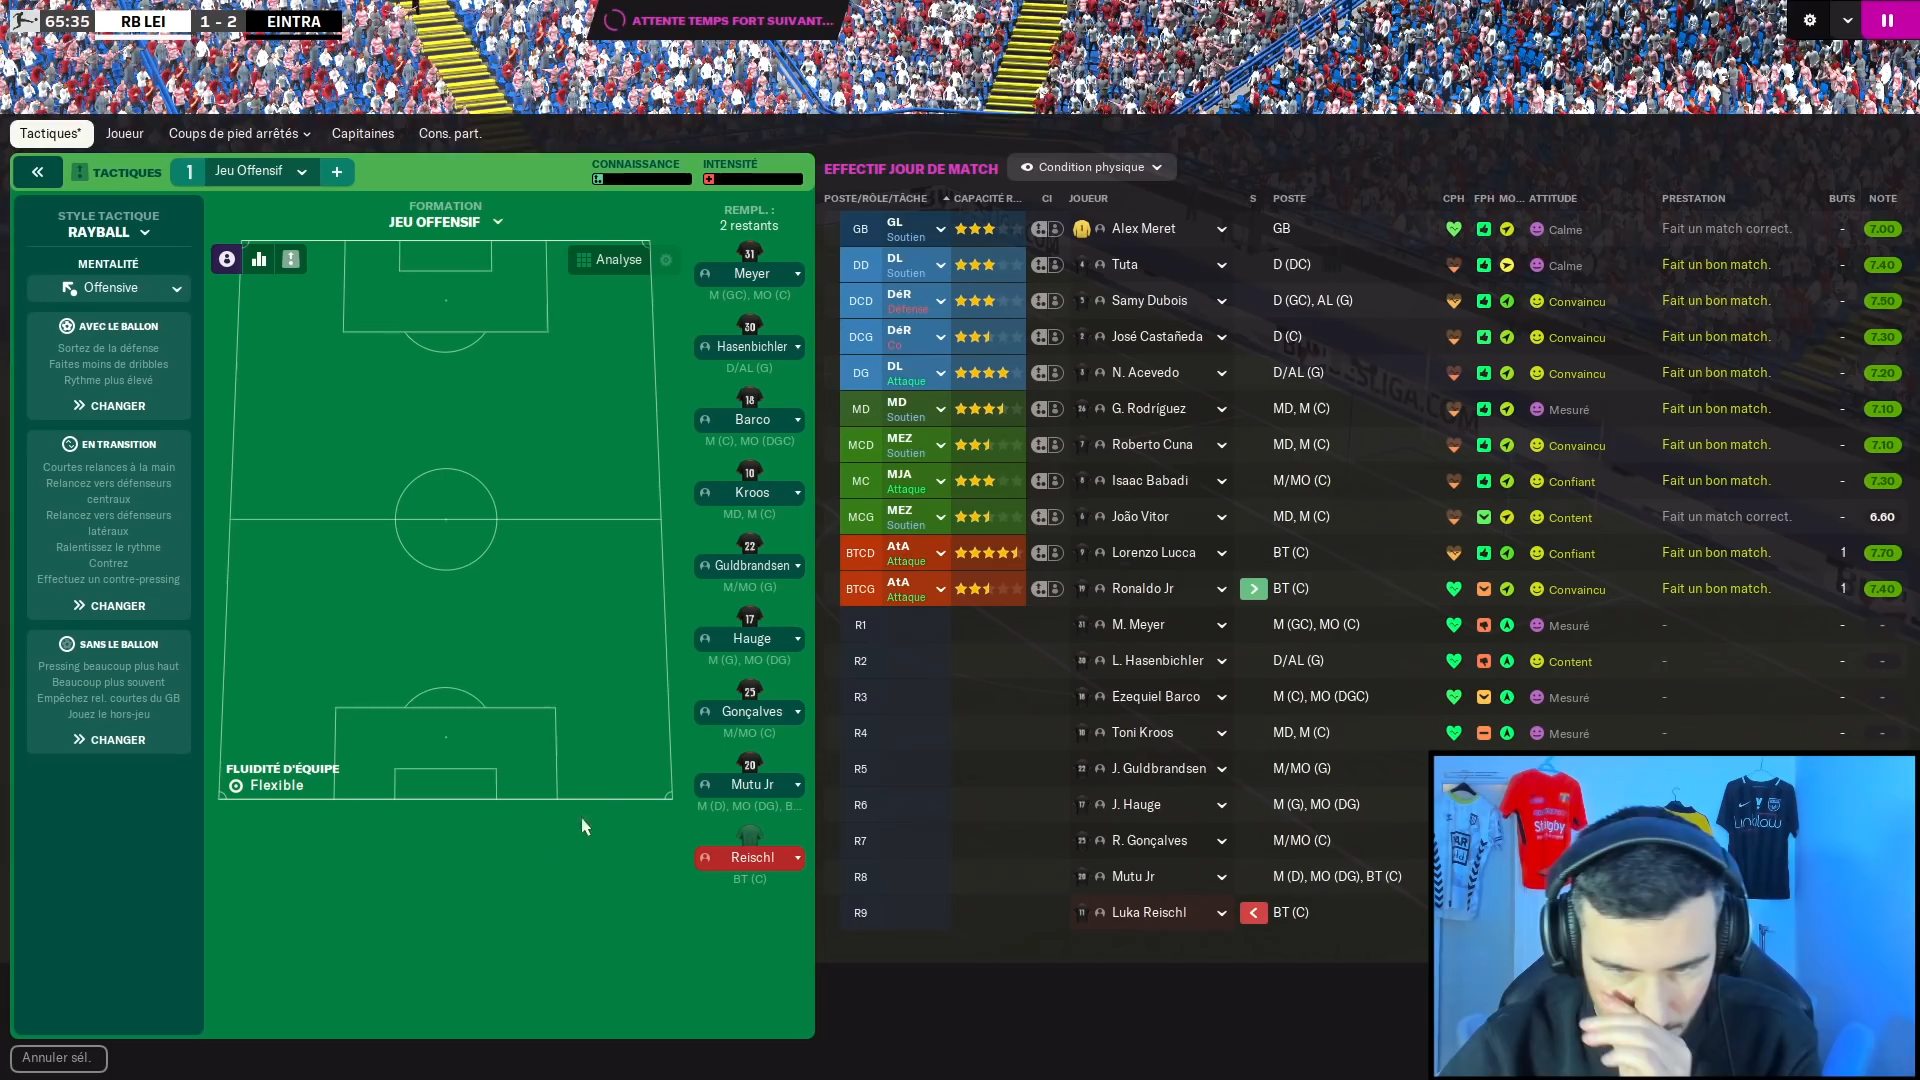 65:35 RB LEI 1 - 2 EINTRA
ATTENTE TEMPS FORT SUIVANT...
Tactiques* Joueur Coups de pied arrêtés Capitaines Cons. part.
TACTIQUES 1 Jeu Offensif + CONNAISSANCE INTENSITÉ
STYLE TACTIQUE
RAYBALL
MENTALITÉ
Offensive
AVEC LE BALLON
Sortez de la défense
Faites moins de dribbles
Rythme plus élevé
CHANGER
EN TRANSITION
Courtes relances à la main
Relancez vers défenseurs
centraux
Relancez vers défenseurs
latéraux
Ralentissez le rythme
Contrez
Effectuez un contre-pressing
CHANGER
SANS LE BALLON
Pressing beaucoup plus haut
Beaucoup plus souvent
Empêchez rel. courtes du GB
Jouez le hors-jeu
CHANGER
FORMATION
JEU OFFENSIF
Analyse
FLUIDITÉ D'ÉQUIPE
Flexible
REMPL. :
2 restants
31
Meyer
M (GC), MO (C)
30
Hasenbichler
D/AL (G)
18
Barco
M (C), MO (DGC)
10
Kroos
MD, M (C)
22
Guldbrandsen
M/MO (G)
17
Hauge
M (G), MO (DG)
25
Gonçalves
M/MO (C)
20
Mutu Jr
M (D), MO (DG), B...
Reischl
BT (C)
EFFECTIF JOUR DE MATCH Condition physique
POSTE/RÔLE/TÂCHE CAPACITÉ R... CI JOUEUR S POSTE CPH FPH MO... ATTITUDE PRESTATION BUTS NOTE
GB GL Soutien Alex Meret GB Calme Fait un match correct. - 7.00
DD DL Soutien Tuta D (DC) Calme Fait un bon match. - 7.40
DCD DéR Défense Samy Dubois D (GC), AL (G) Convaincu Fait un bon match. - 7.50
DCG DéR Co José Castañeda D (C) Convaincu Fait un bon match. - 7.30
DG DL Attaque N. Acevedo D/AL (G) Convaincu Fait un bon match. - 7.20
MD MD Soutien G. Rodríguez MD, M (C) Mesuré Fait un bon match. - 7.10
MCD MEZ Soutien Roberto Cuna MD, M (C) Convaincu Fait un bon match. - 7.10
MC MJA Attaque Isaac Babadi M/MO (C) Confiant Fait un bon match. - 7.30
MCG MEZ Soutien João Vitor MD, M (C) Content Fait un match correct. - 6.60
BTCD AtA Attaque Lorenzo Lucca BT (C) Confiant Fait un bon match. 1 7.70
BTCG AtA Attaque Ronaldo Jr BT (C) Convaincu Fait un bon match. 1 7.40
R1 M. Meyer M (GC), MO (C) Mesuré - - -
R2 L. Hasenbichler D/AL (G) Content - - -
R3 Ezequiel Barco M (C), MO (DGC) Mesuré - - -
R4 Toni Kroos MD, M (C) Mesuré - - -
R5 J. Guldbrandsen M/MO (G)
R6 J. Hauge M (G), MO (DG)
R7 R. Gonçalves M/MO (C)
R8 Mutu Jr M (D), MO (DG), BT (C)
R9 Luka Reischl BT (C)
Annuler sél.
Stigby
Linklow